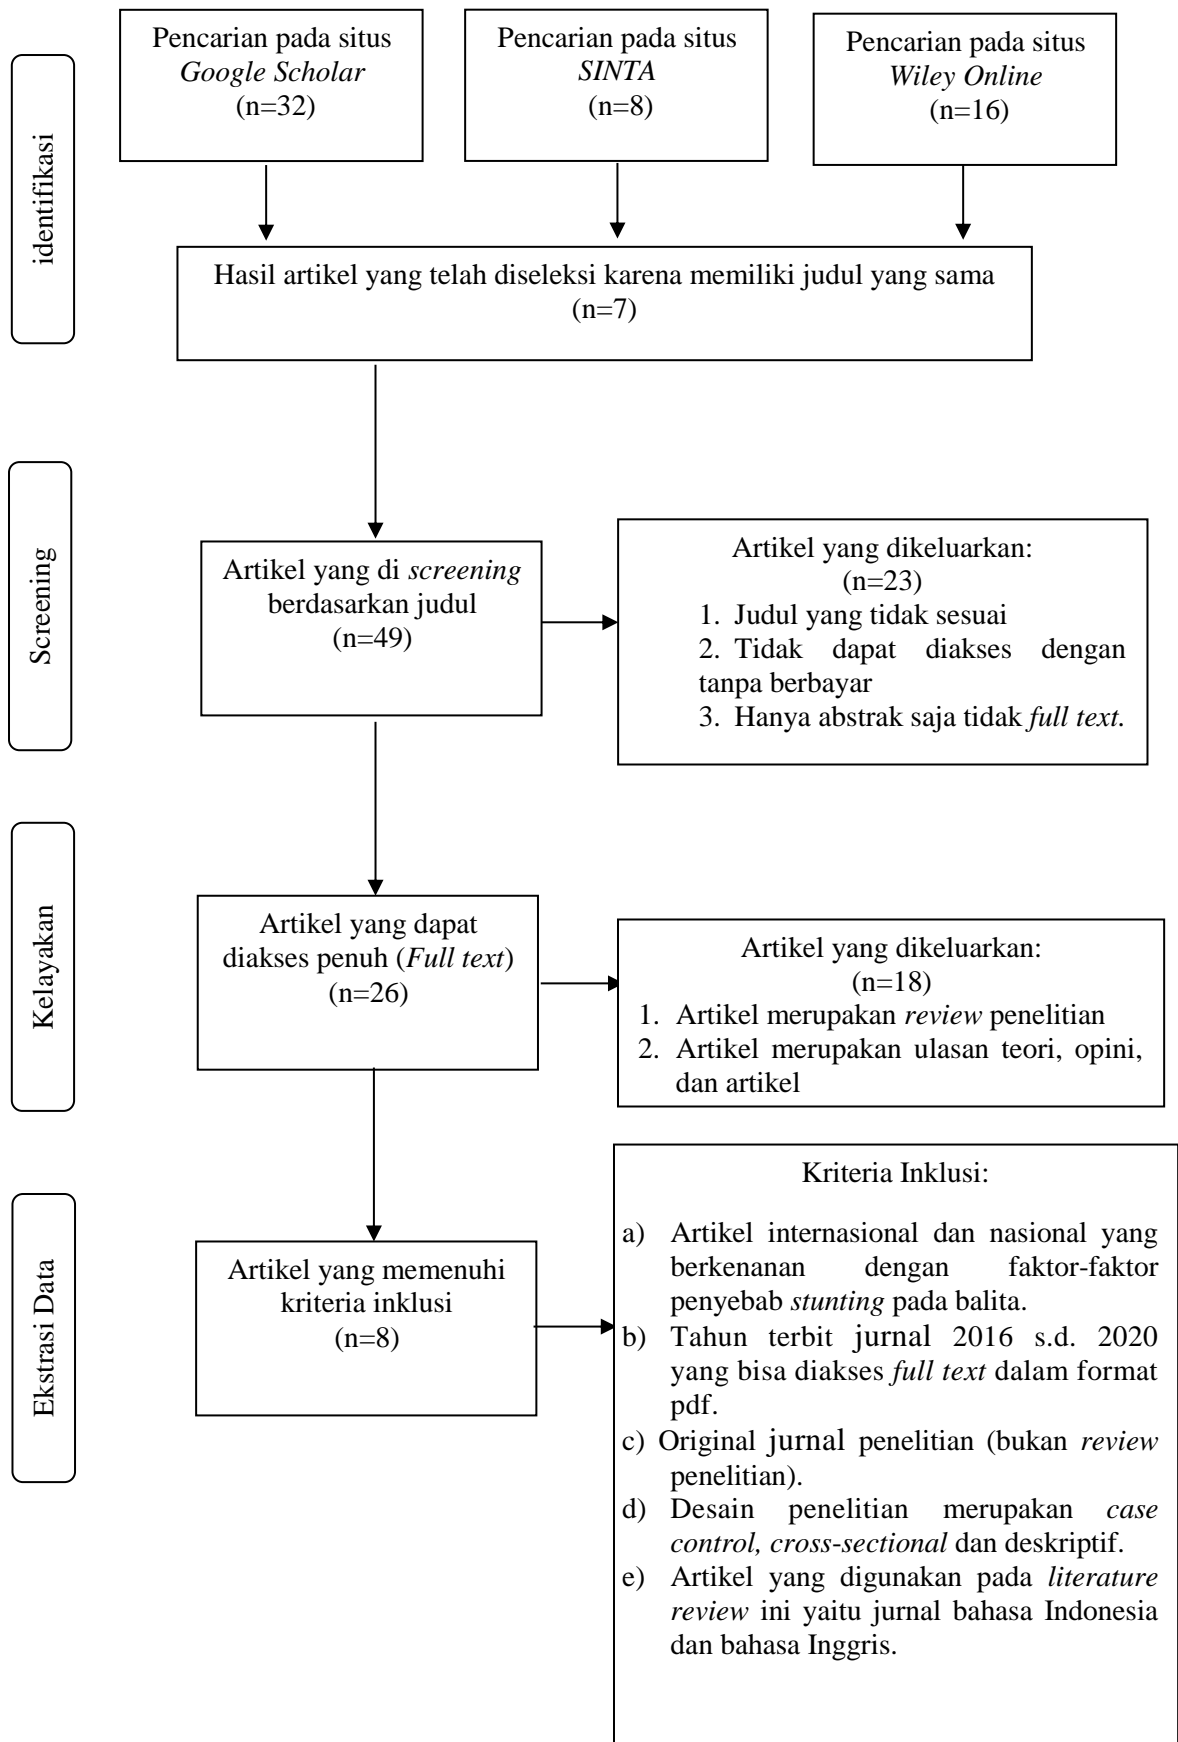 identifikasi
Pencarian pada situs
Google Scholar
(n=32)
Pencarian pada situs
SINTA
(n=8)
Pencarian pada situs
Wiley Online
(n=16)
Hasil artikel yang telah diseleksi karena memiliki judul yang sama
(n=7)
Screening
Artikel yang di screening
berdasarkan judul
(n=49)
Artikel yang dikeluarkan:
(n=23)
1. Judul yang tidak sesuai
2. Tidak dapat diakses dengan
tanpa berbayar
3. Hanya abstrak saja tidak full text.
Kelayakan
Artikel yang dapat
diakses penuh (Full text)
(n=26)
Artikel yang dikeluarkan:
(n=18)
1. Artikel merupakan review penelitian
2. Artikel merupakan ulasan teori, opini,
dan artikel
Ekstrasi Data
Artikel yang memenuhi
kriteria inklusi
(n=8)
Kriteria Inklusi:
a) Artikel internasional dan nasional yang
berkenanan dengan faktor-faktor
penyebab stunting pada balita.
b) Tahun terbit jurnal 2016 s.d. 2020
yang bisa diakses full text dalam format
pdf.
c) Original jurnal penelitian (bukan review
penelitian).
d) Desain penelitian merupakan case
control, cross-sectional dan deskriptif.
e) Artikel yang digunakan pada literature
review ini yaitu jurnal bahasa Indonesia
dan bahasa Inggris.